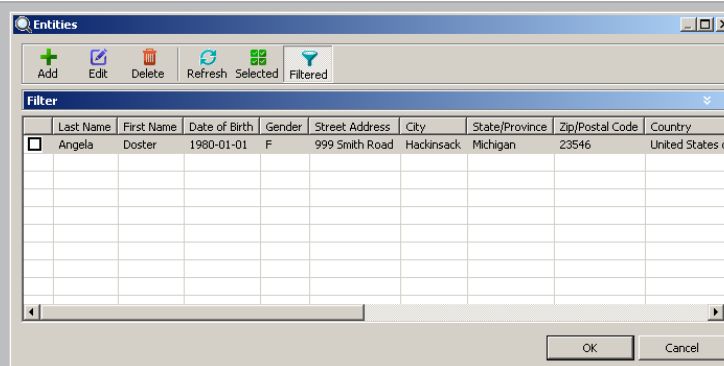 Entities
Add Edit Delete Refresh Selected Filtered
Filter
Last Name First Name Date of Birth Gender Street Address City State/Province Zip/Postal Code Country
Angela Doster 1980-01-01 F 999 Smith Road Hackinsack Michigan 23546 United States
OK Cancel